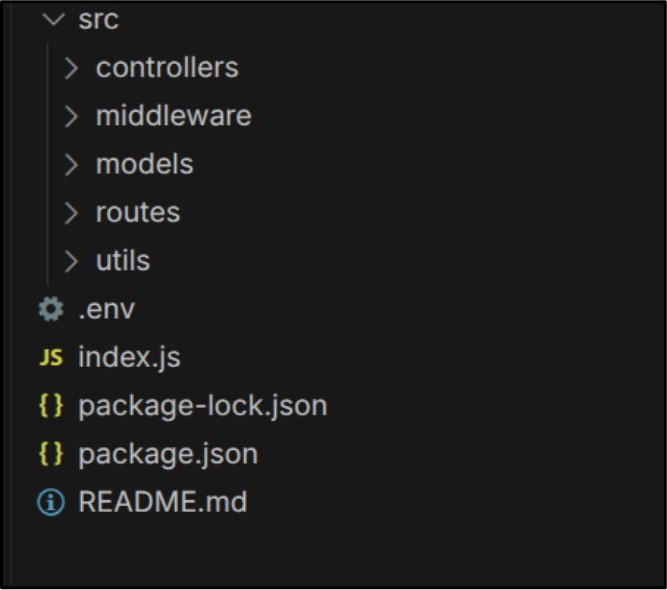 src
controllers
middleware
models
routes
utils
.env
JS index.js
{} package-lock.json
{} package.json
README.md